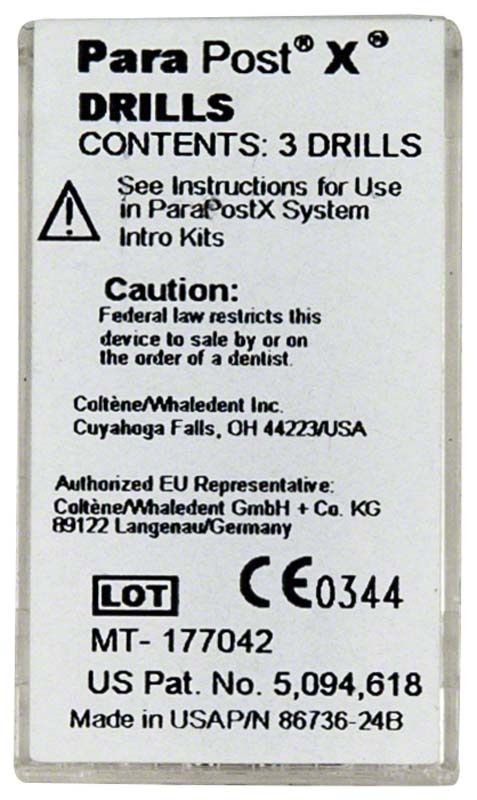 Para Post® X®
DRILLS
CONTENTS: 3 DRILLS
See Instructions for Use
in ParaPostX System
Intro Kits
Caution:
Federal law restricts this
device to sale by or on
the order of a dentist.
Coltène/Whaledent Inc.
Cuyahoga Falls, OH 44223/USA
Authorized EU Representative:
Coltène/Whaledent GmbH + Co. KG
89122 Langenau/Germany
LOT CE0344
MT- 177042
US Pat. No. 5,094,618
Made in USAP/N 86736-24B